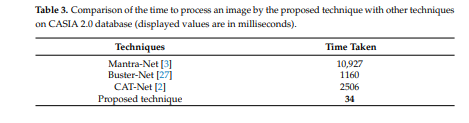 Table 3. Comparison of the time to process an image by the proposed technique with other techniques
on CASIA 2.0 database (displayed values are in milliseconds).
Techniques Time Taken
Mantra-Net [3] 10,927
Buster-Net [27] 1160
CAT-Net [2] 2506
Proposed technique 34